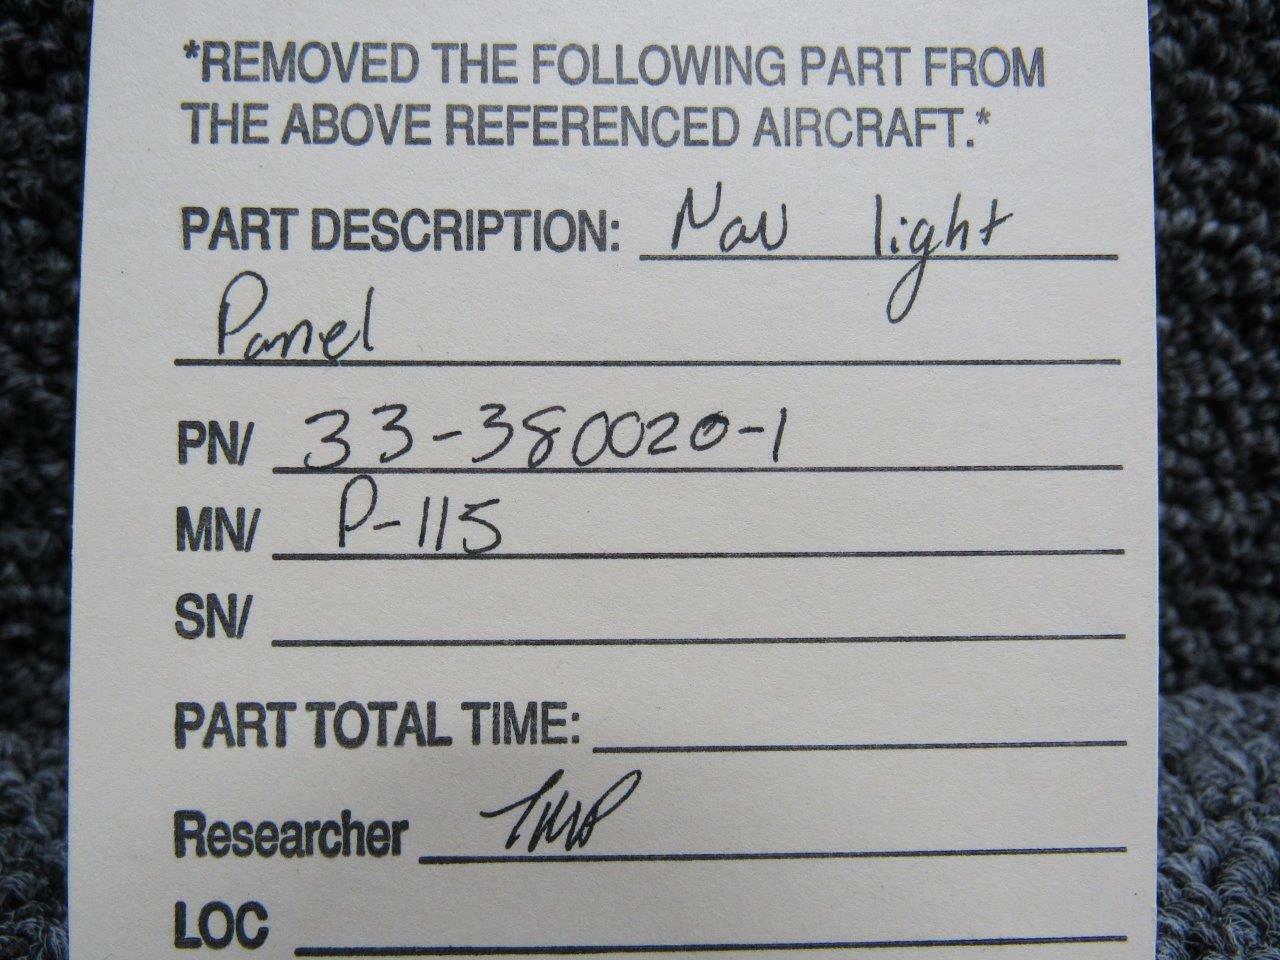 *REMOVED THE FOLLOWING PART FROM
THE ABOVE REFERENCED AIRCRAFT.*
PART DESCRIPTION: Nav light
Panel
PN/ 33-380020-1
MN/ P-115
SN/
PART TOTAL TIME:
Researcher
LOC